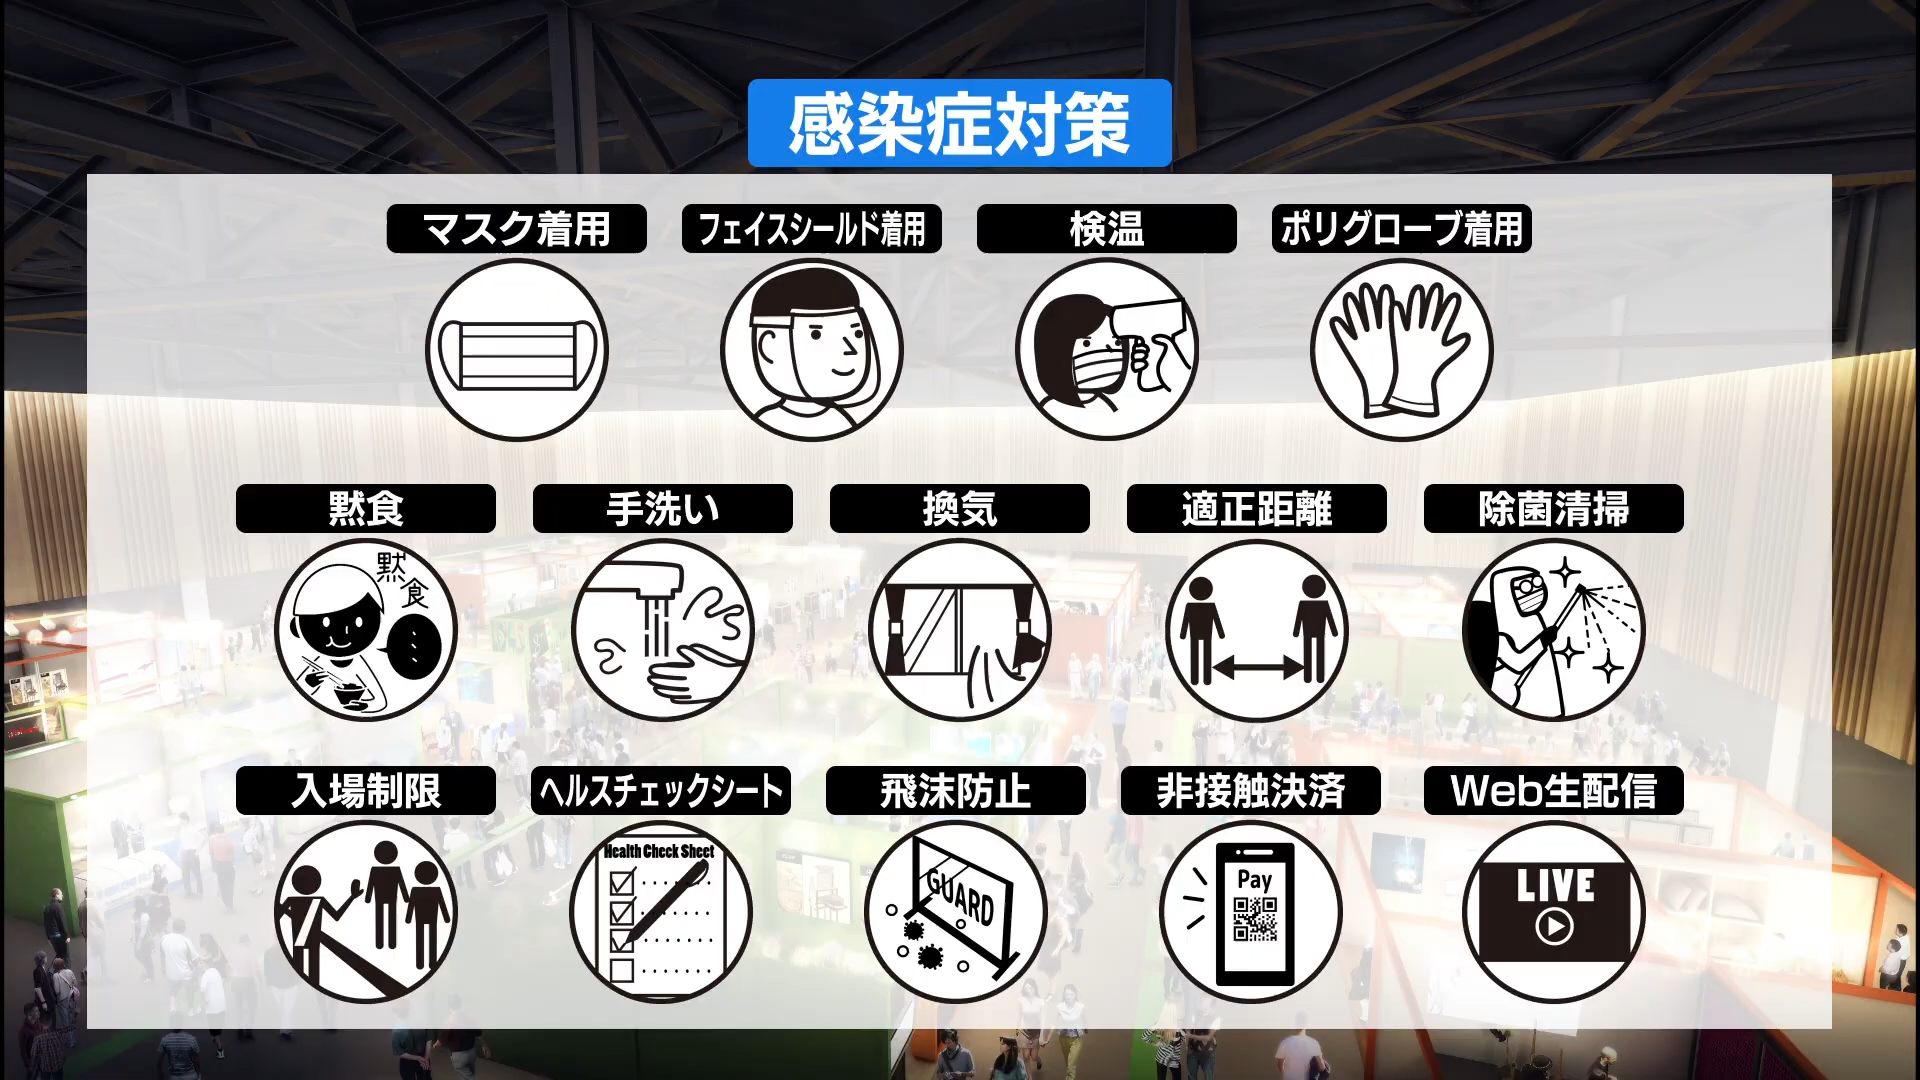 感染症対策
マスク着用
フェイスシールド着用
検温
ポリグローブ着用
黙食
手洗い
換気
適正距離
除菌清掃
黙
食
入場制限
ヘルスチェックシート
飛沫防止
非接触決済
Web生配信
Health Check Sheet
GUARD
Pay
LIVE